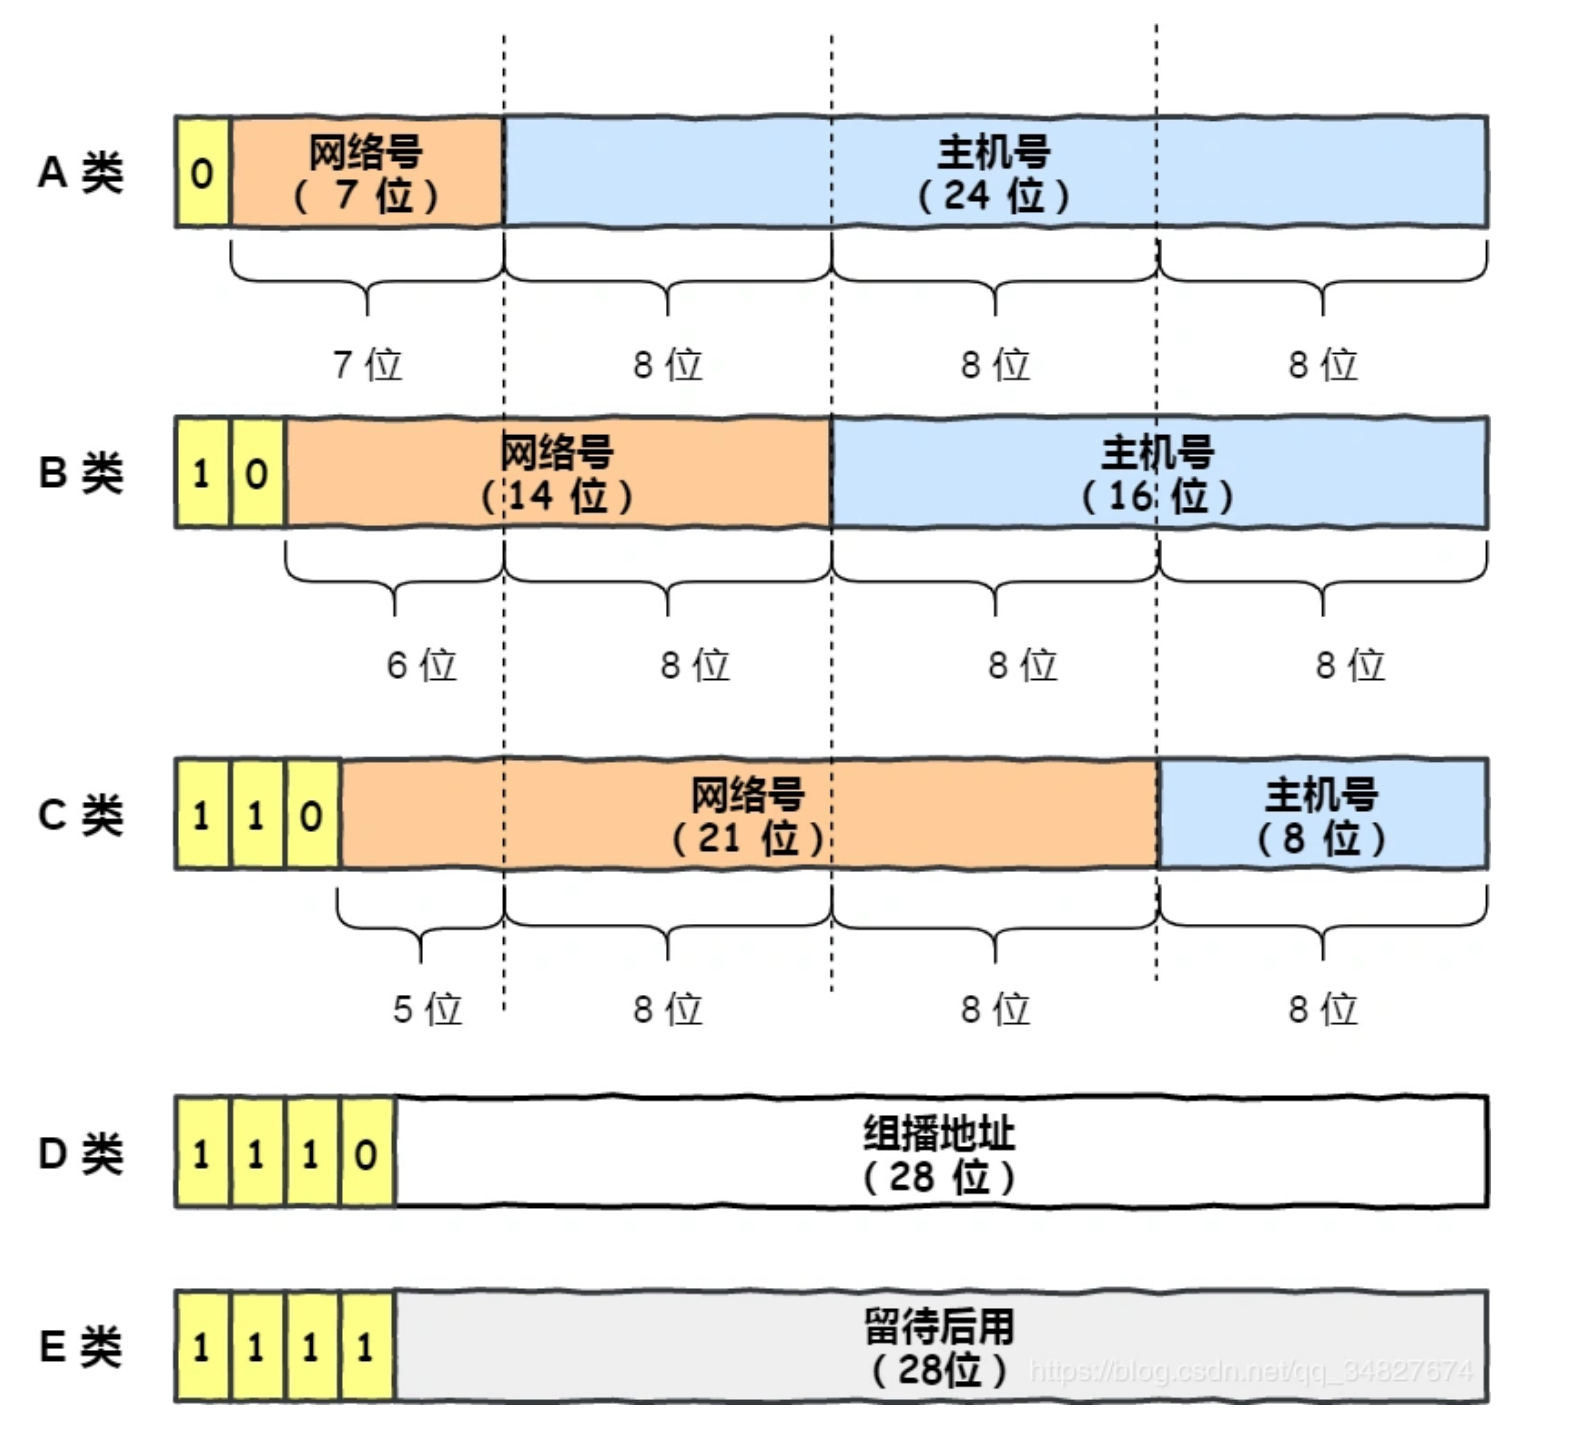 A 类
0
网络号
( 7 位 )
主机号
( 24 位 )
7 位
8 位
8 位
8 位
B 类
1 0
网络号
( 14 位 )
主机号
( 16 位 )
6 位
8 位
8 位
8 位
C 类
1 1 0
网络号
( 21 位 )
主机号
( 8 位 )
5 位
8 位
8 位
8 位
D 类
1 1 1 0
组播地址
( 28 位 )
E 类
1 1 1 1
留待后用
( 28位 )
https://blog.csdn.net/qq_34827674